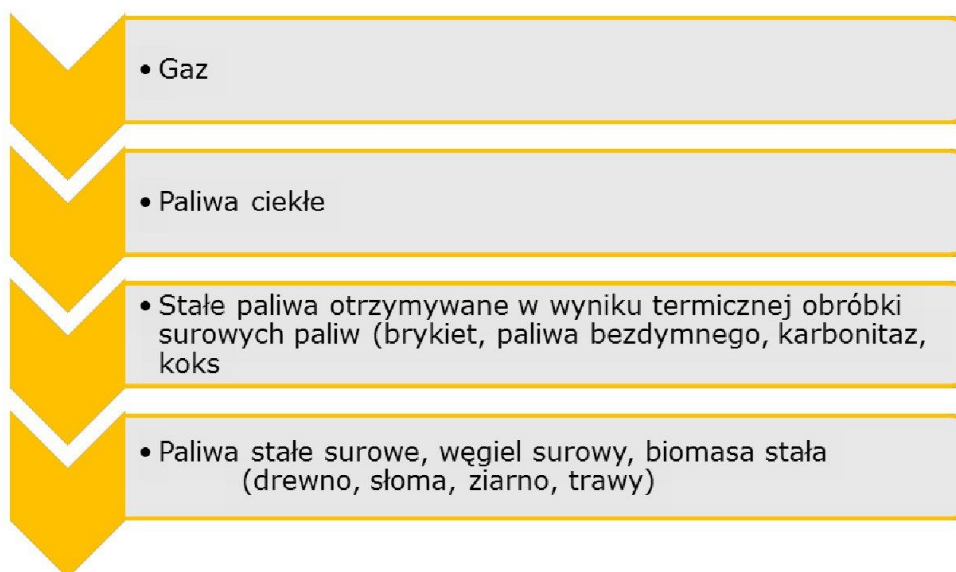 • Gaz
• Paliwa ciekłe
• Stałe paliwa otrzymywane w wyniku termicznej obróbki
surowych paliw (brykiet, paliwa bezdymnego, karbonitaz,
koks
• Paliwa stałe surowe, węgiel surowy, biomasa stała
(drewno, słoma, ziarno, trawy)